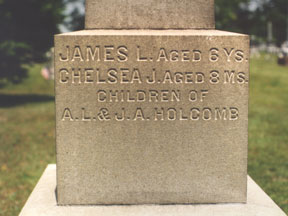 JAMES L. AGED 6 YS.
CHELSEA J. AGED 8 MS.
CHILDREN OF
A. L. & J. A. HOLCOMB